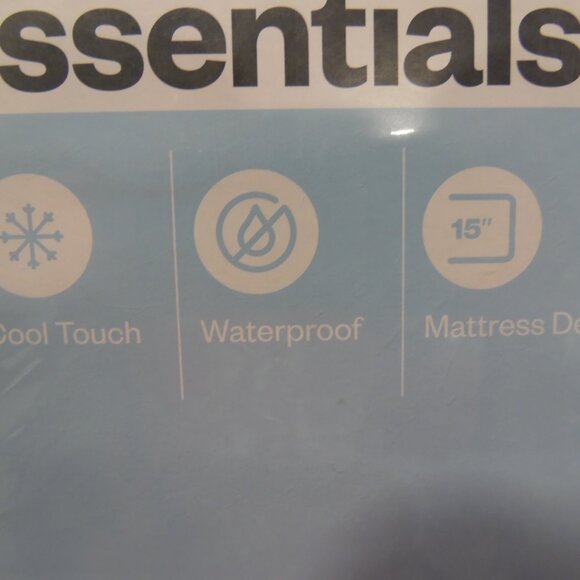 ssentials
15"
Cool Touch
Waterproof
Mattress De